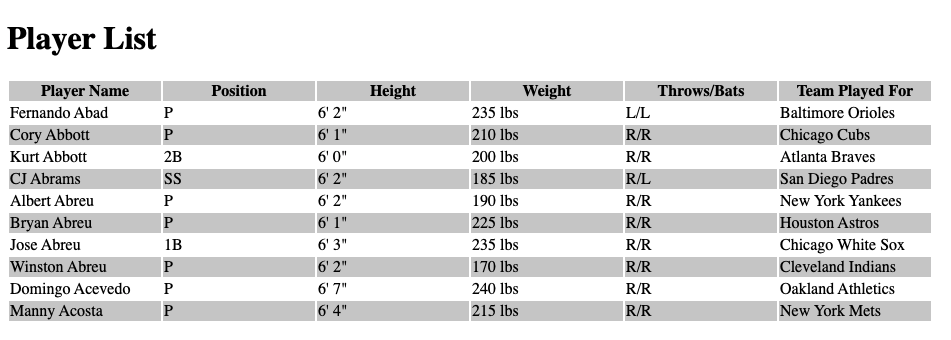 Player List
Player Name Position Height Weight Throws/Bats Team Played For
Fernando Abad P 6' 2" 235 lbs L/L Baltimore Orioles
Cory Abbott P 6' 1" 210 lbs R/R Chicago Cubs
Kurt Abbott 2B 6' 0" 200 lbs R/R Atlanta Braves
CJ Abrams SS 6' 2" 185 lbs R/L San Diego Padres
Albert Abreu P 6' 2" 190 lbs R/R New York Yankees
Bryan Abreu P 6' 1" 225 lbs R/R Houston Astros
Jose Abreu 1B 6' 3" 235 lbs R/R Chicago White Sox
Winston Abreu P 6' 2" 170 lbs R/R Cleveland Indians
Domingo Acevedo P 6' 7" 240 lbs R/R Oakland Athletics
Manny Acosta P 6' 4" 215 lbs R/R New York Mets